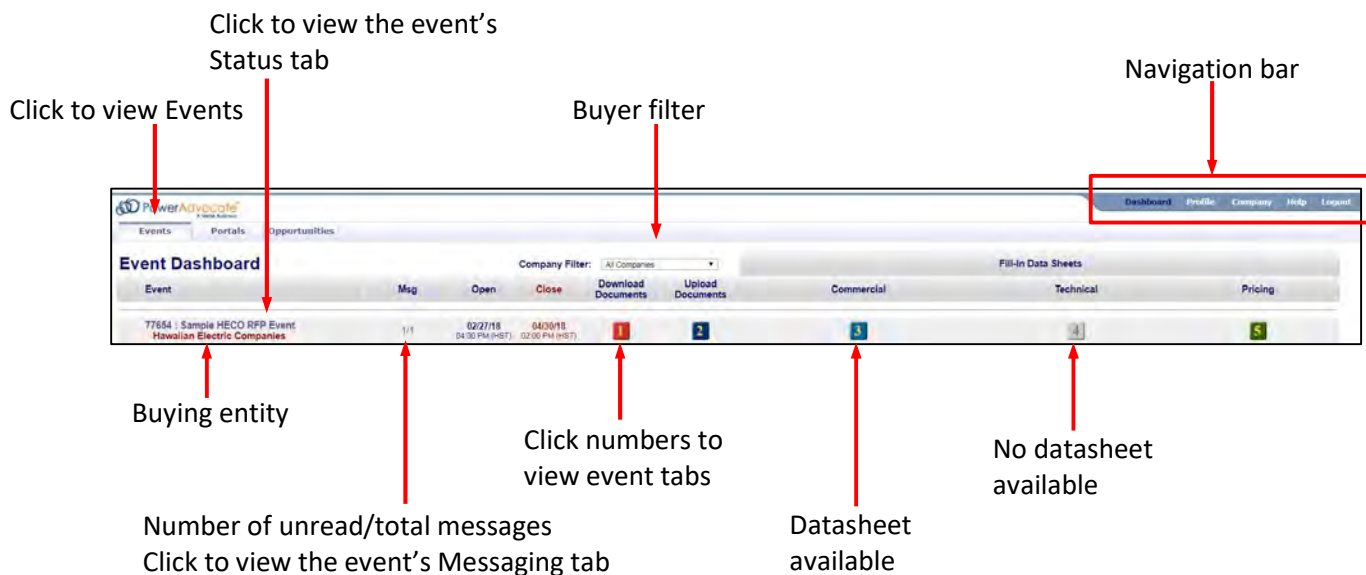 Click to view the event’s
Status tab
Navigation bar
Click to view Events
Buyer filter
PowerAdvocate
Dashboard Profile Company Help Logout
Events Portals Opportunities
Event Dashboard Company Filter: All Companies Fill-In Data Sheets
Event Msg Open Close Download Documents Upload Documents Commercial Technical Pricing
77654 : Sample HECO RFP Event 1/1 02/27/18 04/30/18 1 2 3 4 5
Hawaiian Electric Companies 04:00 PM (HST) 02:00 PM (HST)
Buying entity
Click numbers to
view event tabs
No datasheet
available
Number of unread/total messages
Click to view the event’s Messaging tab
Datasheet
available